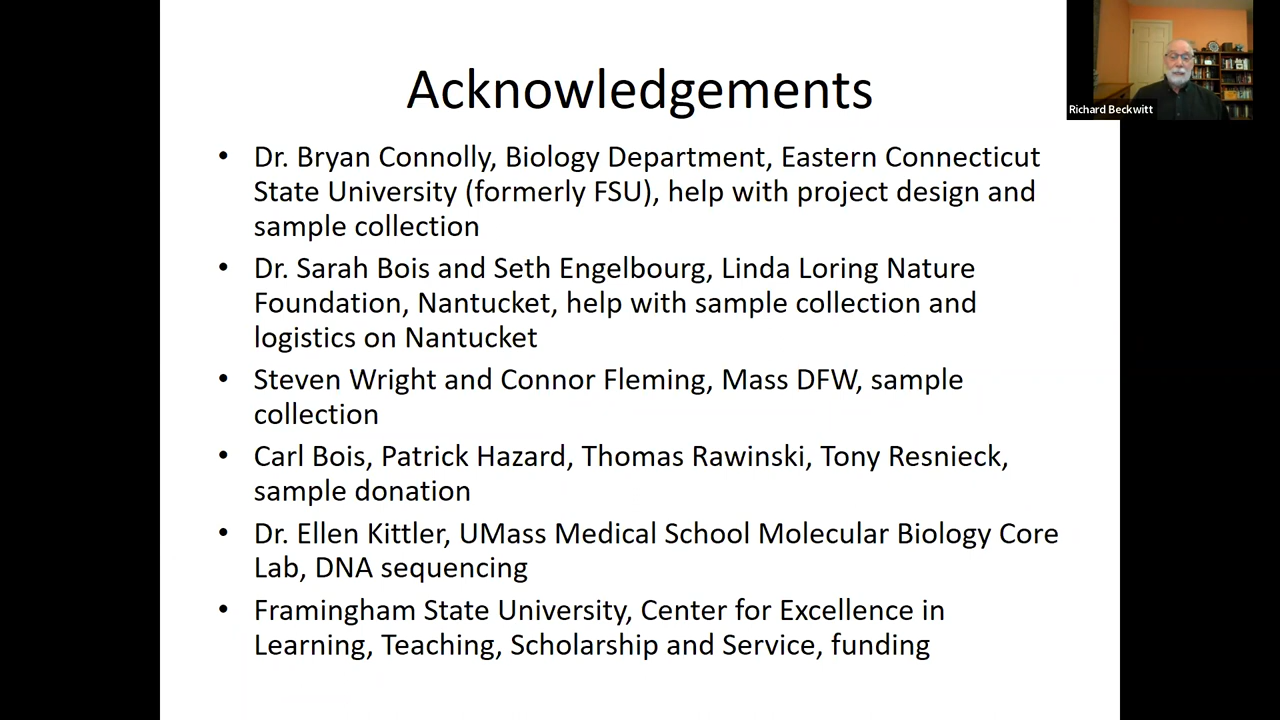 Acknowledgements
Richard Beckwitt
• Dr. Bryan Connolly, Biology Department, Eastern Connecticut
State University (formerly FSU), help with project design and
sample collection
• Dr. Sarah Bois and Seth Engelbourg, Linda Loring Nature
Foundation, Nantucket, help with sample collection and
logistics on Nantucket
• Steven Wright and Connor Fleming, Mass DFW, sample
collection
• Carl Bois, Patrick Hazard, Thomas Rawinski, Tony Resnieck,
sample donation
• Dr. Ellen Kittler, UMass Medical School Molecular Biology Core
Lab, DNA sequencing
• Framingham State University, Center for Excellence in
Learning, Teaching, Scholarship and Service, funding